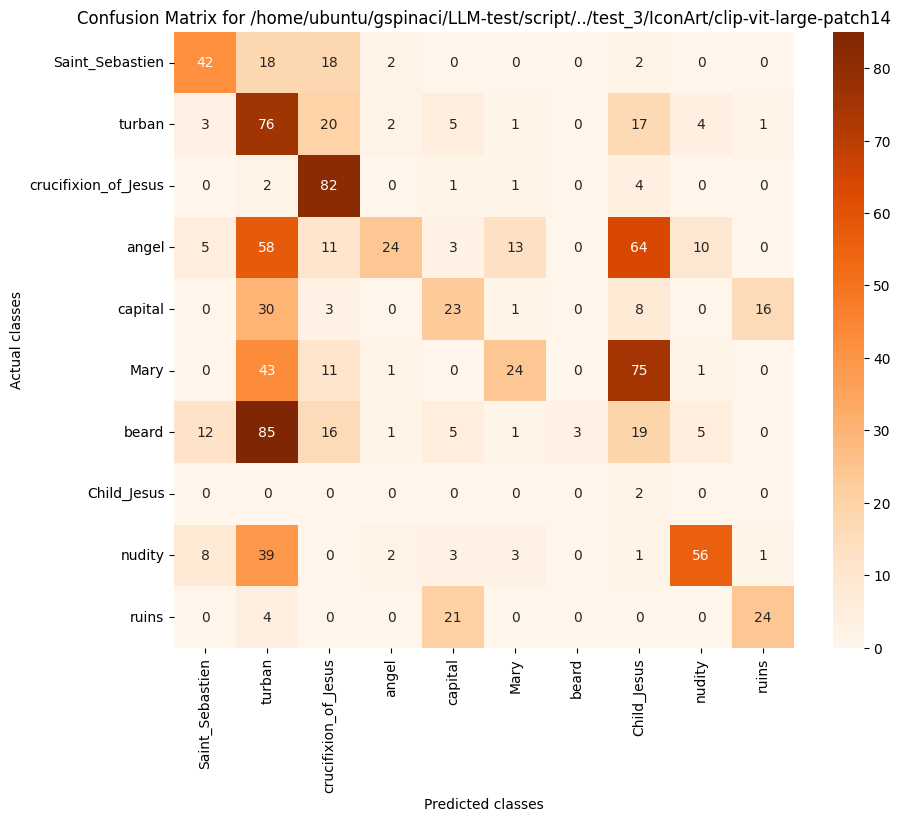 Confusion Matrix for /home/ubuntu/gspinaci/LLM-test/script/../test_3/IconArt/clip-vit-large-patch14
Actual classes
Saint_Sebastien 42 18 18 2 0 0 0 2 0 0
turban 3 76 20 2 5 1 0 17 4 1
crucifixion_of_Jesus 0 2 82 0 1 1 0 4 0 0
angel 5 58 11 24 3 13 0 64 10 0
capital 0 30 3 0 23 1 0 8 0 16
Mary 0 43 11 1 0 24 0 75 1 0
beard 12 85 16 1 5 1 3 19 5 0
Child_Jesus 0 0 0 0 0 0 0 2 0 0
nudity 8 39 0 2 3 3 0 1 56 1
ruins 0 4 0 0 21 0 0 0 0 24
Saint_Sebastien
turban
crucifixion_of_Jesus
angel
capital
Mary
beard
Child_Jesus
nudity
ruins
Predicted classes
80
70
60
50
40
30
20
10
0